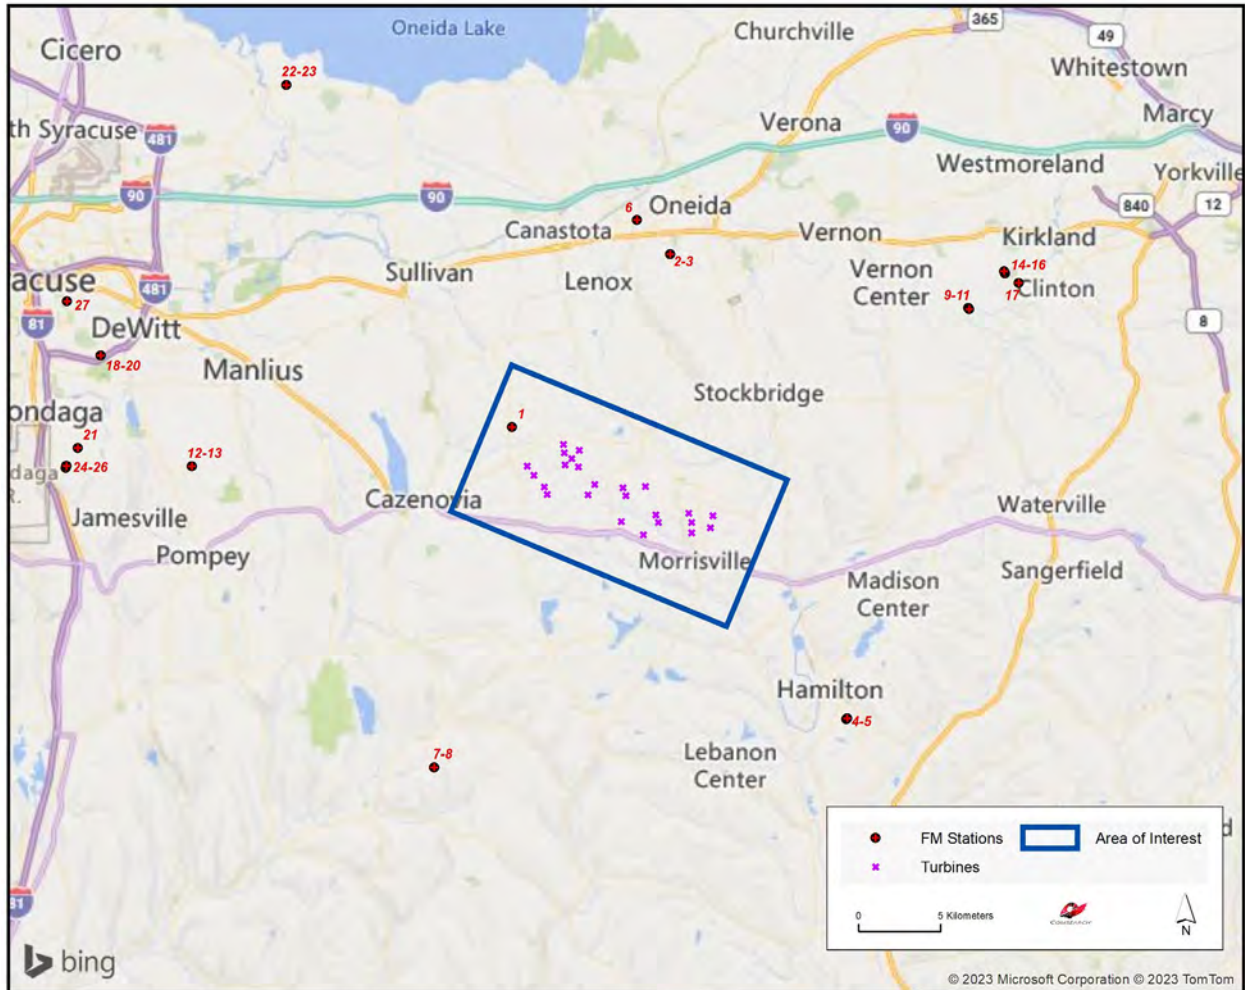 Oneida Lake
Churchville
365
49
Cicero
22-23
Whitestown
Marcy
th Syracuse
481
Verona
90
Westmoreland
Yorkville
90
90
6
Oneida
840
12
Canastota
Vernon
Kirkland
Sullivan
2-3
Lenox
Vernon
Center
14-16
acuse
481
27
9-11
17
Clinton
81
DeWitt
8
18-20
Manlius
Stockbridge
ondaga
1
21
12-13
daga
24-26
R.
Cazenovia
Waterville
Jamesville
Pompey
Morrisville
Sangerfield
Madison
Center
Hamilton
4-5
Lebanon
Center
7-8
FM Stations
Area of Interest
d
Turbines
0
5 Kilometers
COMSEARCH
N
81
bing
© 2023 Microsoft Corporation © 2023 TomTom